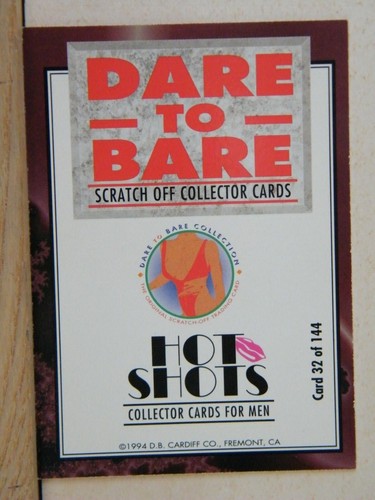 DARE
TO
BARE
SCRATCH OFF COLLECTOR CARDS
DARE TO BARE COLLECTION
THE ORIGINAL SCRATCH-OFF TRADING CARD
HOT
SHOTS
COLLECTOR CARDS FOR MEN
Card 32 of 144
©1994 D.B. CARDIFF CO., FREMONT, CA